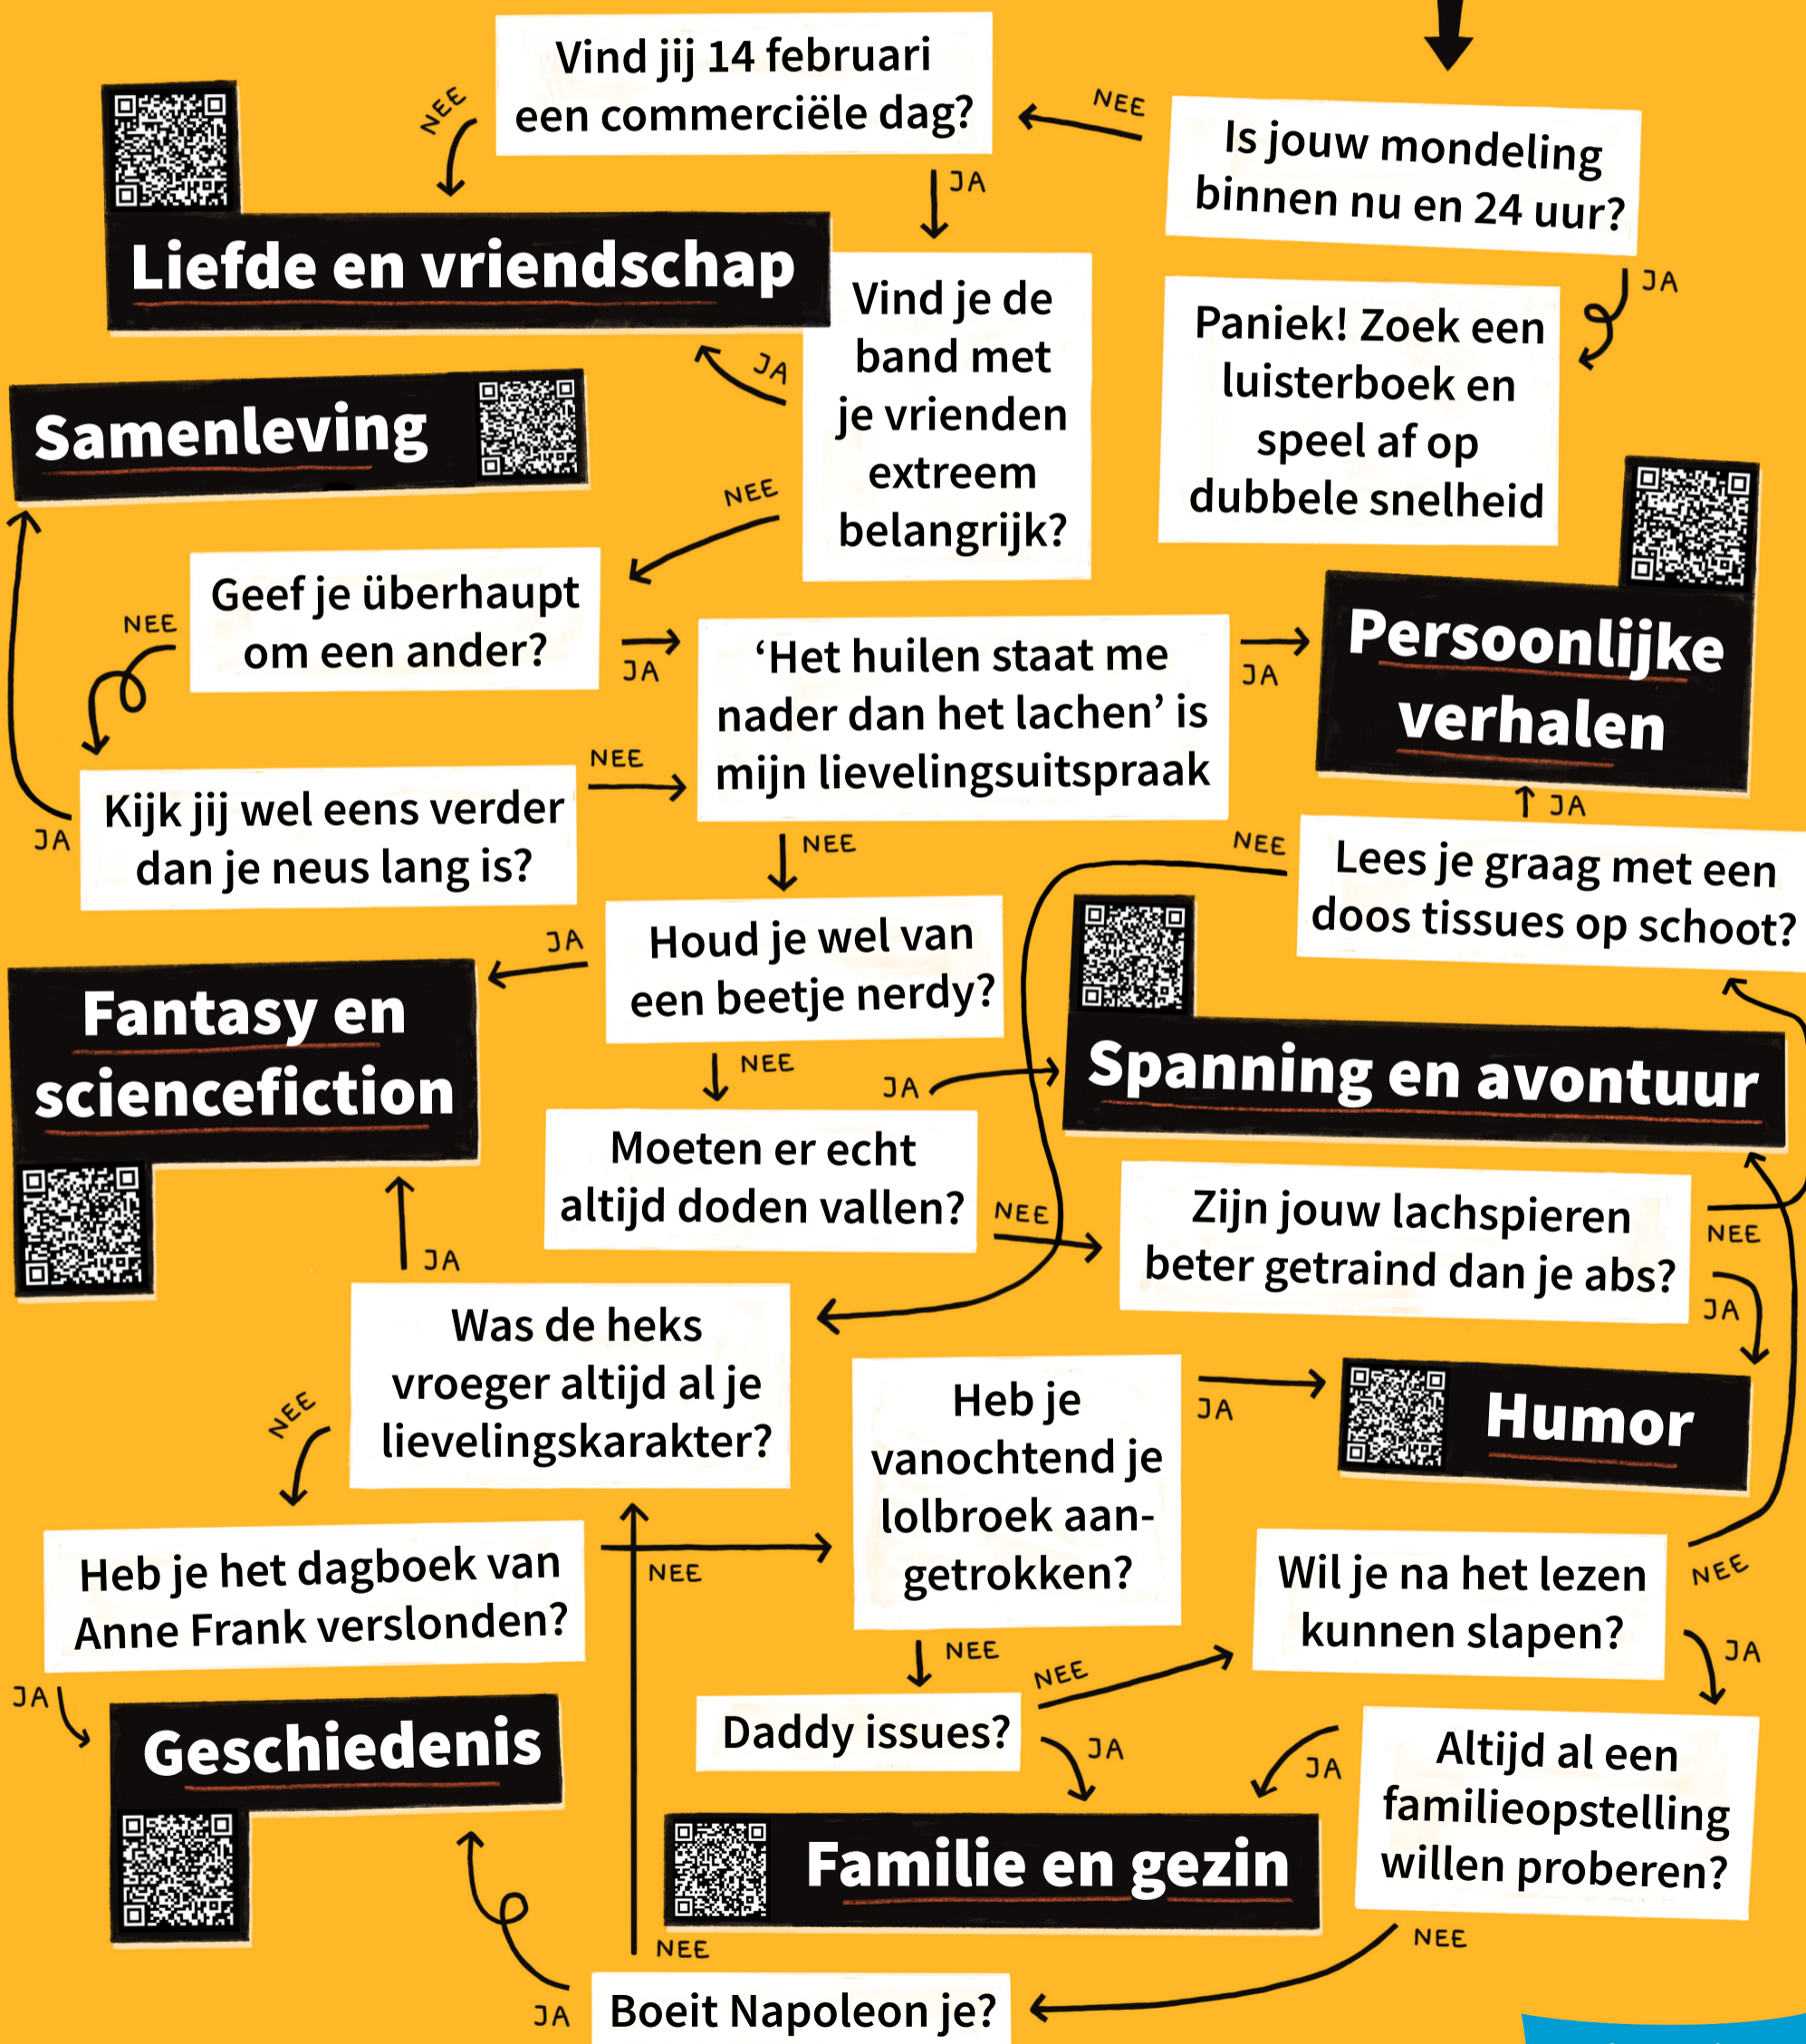 Vind jij 14 februari
een commerciële dag?
NEE
JA
NEE
Is jouw mondeling
binnen nu en 24 uur?
JA
Paniek! Zoek een
luisterboek en
speel af op
dubbele snelheid
Liefde en vriendschap
Vind je de
band met
je vrienden
extreem
belangrijk?
JA
NEE
Samenleving
Geef je überhaupt
om een ander?
NEE
JA
‘Het huilen staat me
nader dan het lachen’ is
mijn lievelingsuitspraak
JA
NEE
Persoonlijke
verhalen
Kijk jij wel eens verder
dan je neus lang is?
JA
NEE
JA
NEE
Lees je graag met een
doos tissues op schoot?
Houd je wel van
een beetje nerdy?
JA
NEE
Fantasy en
sciencefiction
Spanning en avontuur
Moeten er echt
altijd doden vallen?
JA
NEE
Zijn jouw lachspieren
beter getraind dan je abs?
NEE
JA
JA
Was de heks
vroeger altijd al je
lievelingskarakter?
NEE
Heb je
vanochtend je
lolbroek aan-
getrokken?
JA
NEE
Humor
Heb je het dagboek van
Anne Frank verslonden?
NEE
JA
Wil je na het lezen
kunnen slapen?
NEE
JA
Daddy issues?
NEE
JA
Geschiedenis
Altijd al een
familieopstelling
willen proberen?
JA
NEE
Familie en gezin
NEE
JA
Boeit Napoleon je?